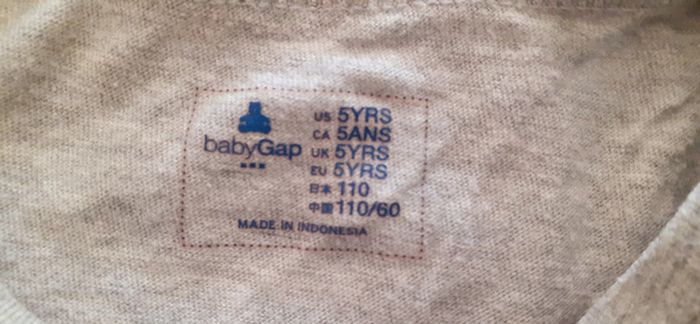 babyGap
US 5YRS
CA 5ANS
UK 5YRS
EU 5YRS
日本 110
中国 110/60
MADE IN INDONESIA